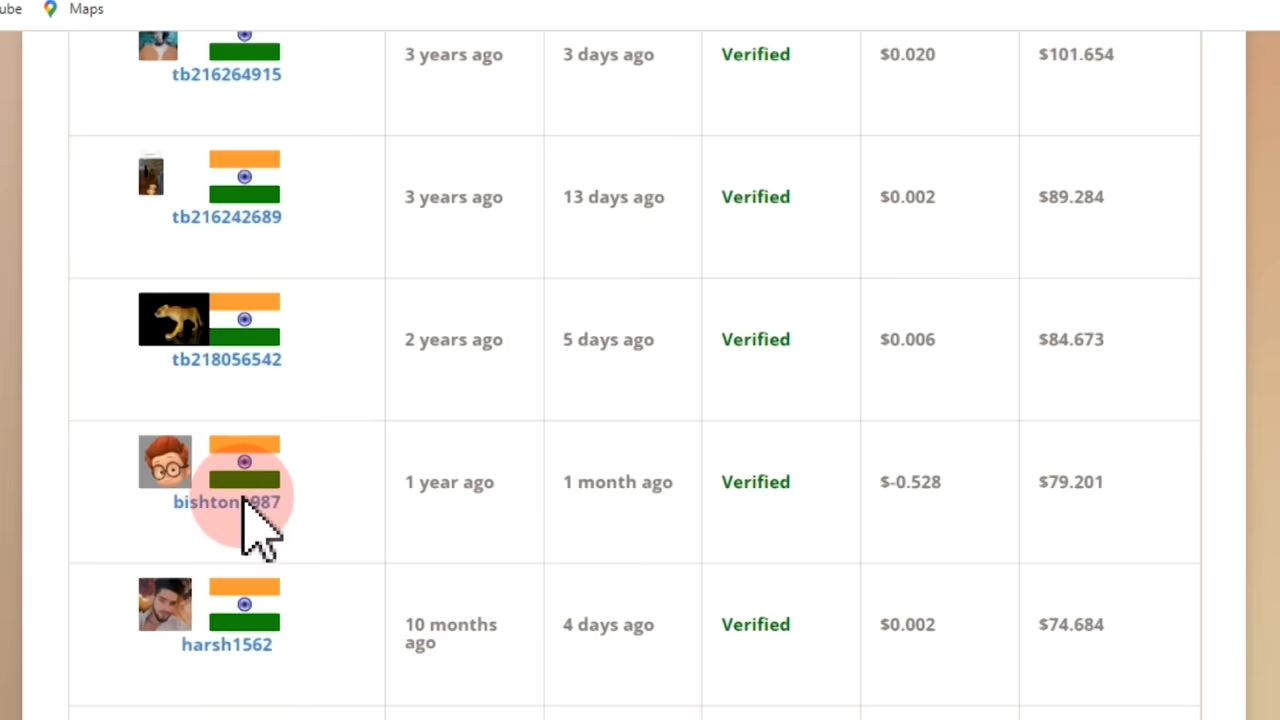 ube Maps
3 years ago 3 days ago Verified $0.020 $101.654
tb216264915
3 years ago 13 days ago Verified $0.002 $89.284
tb216242689
2 years ago 5 days ago Verified $0.006 $84.673
tb218056542
1 year ago 1 month ago Verified $-0.528 $79.201
bishton1987
10 months ago 4 days ago Verified $0.002 $74.684
harsh1562